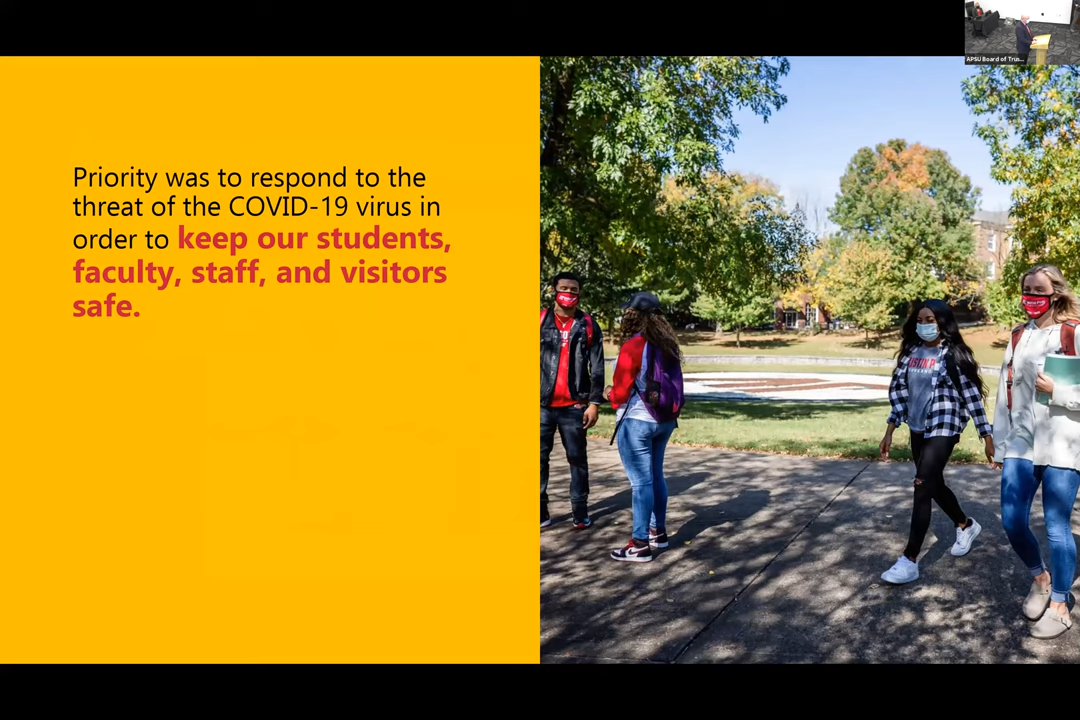 APSU Board of Trus...
Priority was to respond to the
threat of the COVID-19 virus in
order to keep our students,
faculty, staff, and visitors
safe.